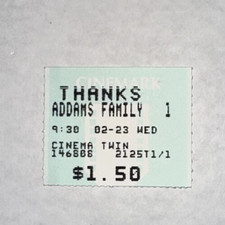 CINEMARK
THANKS
ADDAMS FAMILY 1
9:30 02-23 WED
CINEMA TWIN
146806 2125T1/1
$1.50